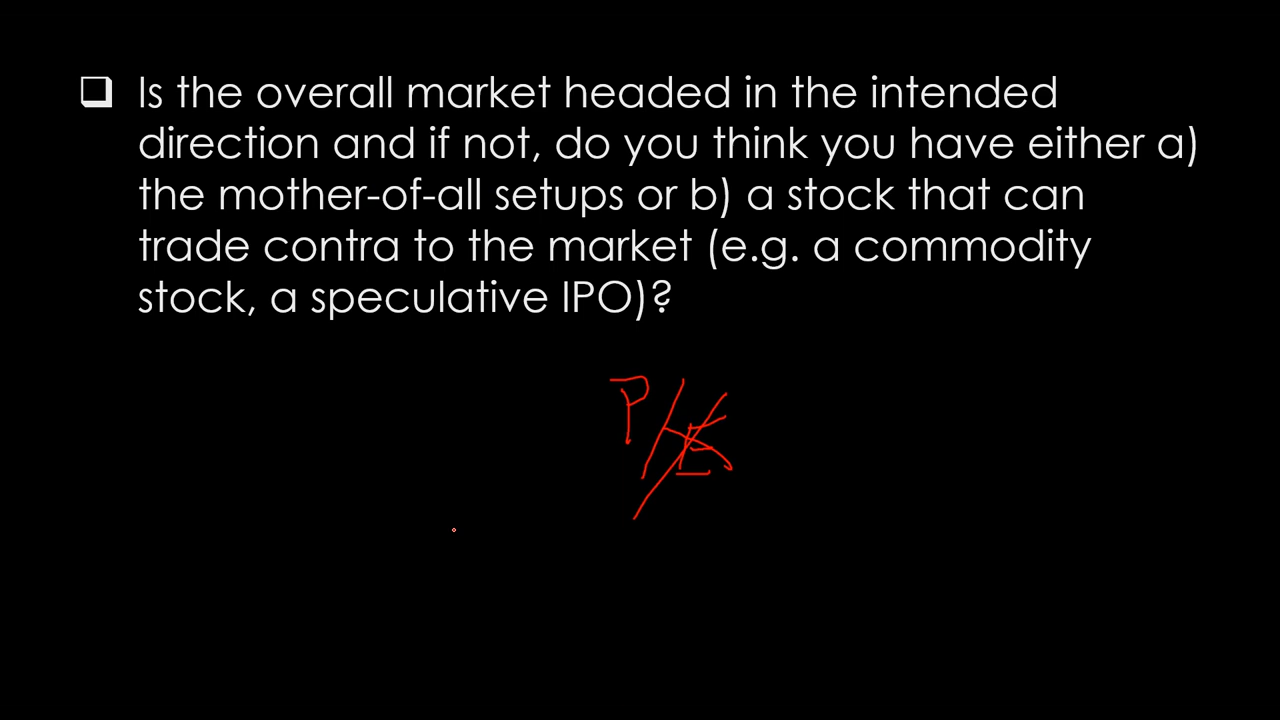 Is the overall market headed in the intended
direction and if not, do you think you have either a)
the mother-of-all setups or b) a stock that can
trade contra to the market (e.g. a commodity
stock, a speculative IPO)?
P/E